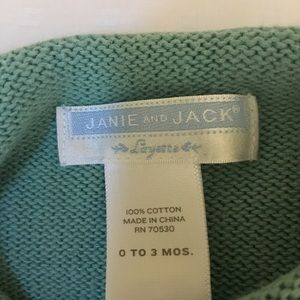 JANIE AND JACK®
Layette
100% COTTON
MADE IN CHINA
RN 70530
0 TO 3 MOS.